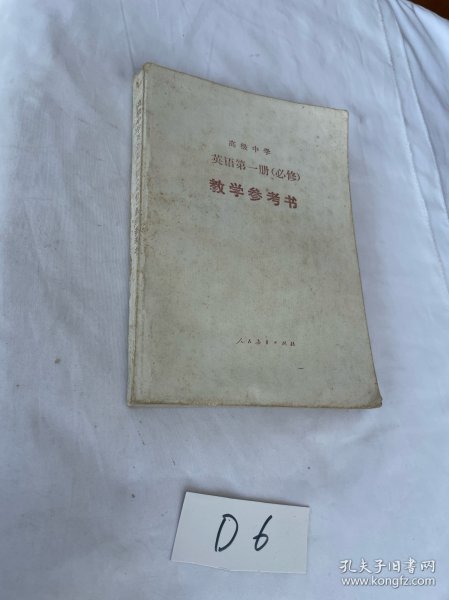 高级中学
英语第一册(必修)
教学参考书
人民教育出版社
D6
孔夫子旧书网
www.kongfz.com